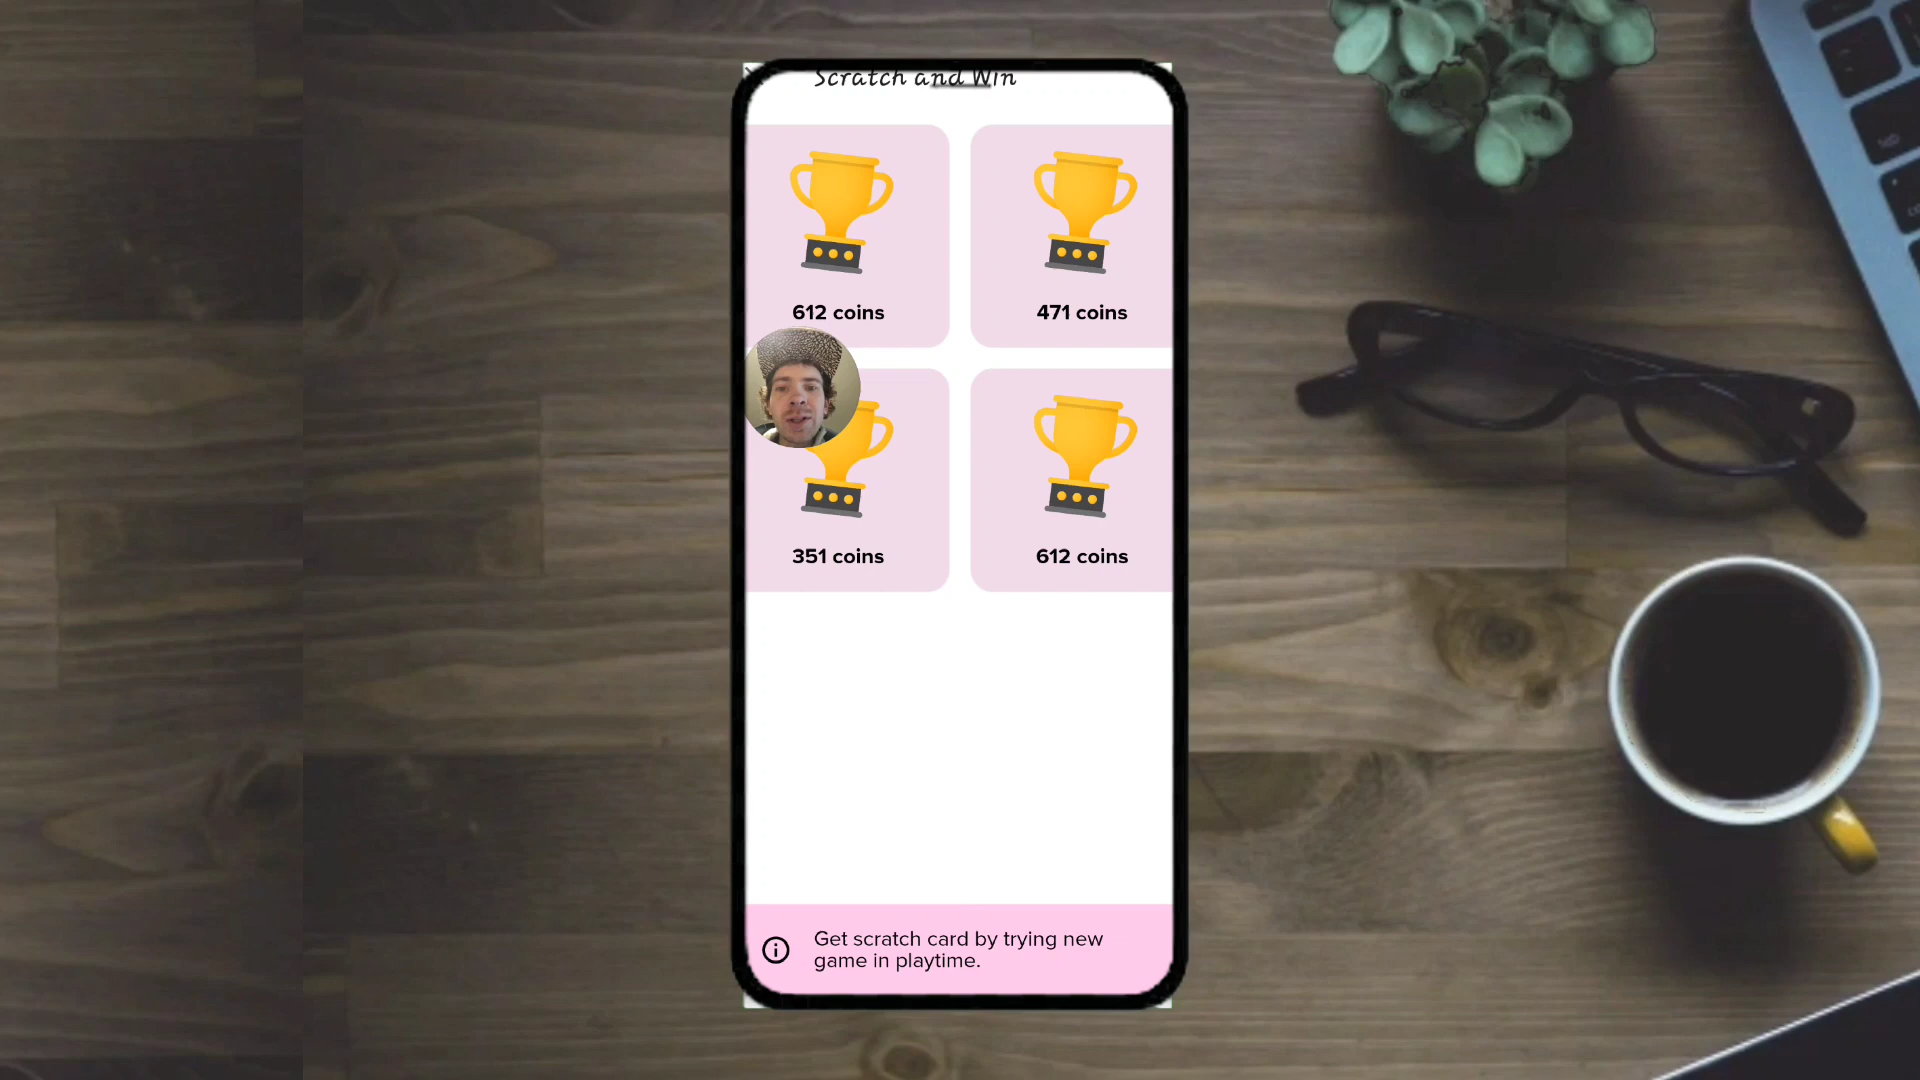 Scratch and Win
612 coins
471 coins
351 coins
612 coins
Get scratch card by trying new
game in playtime.